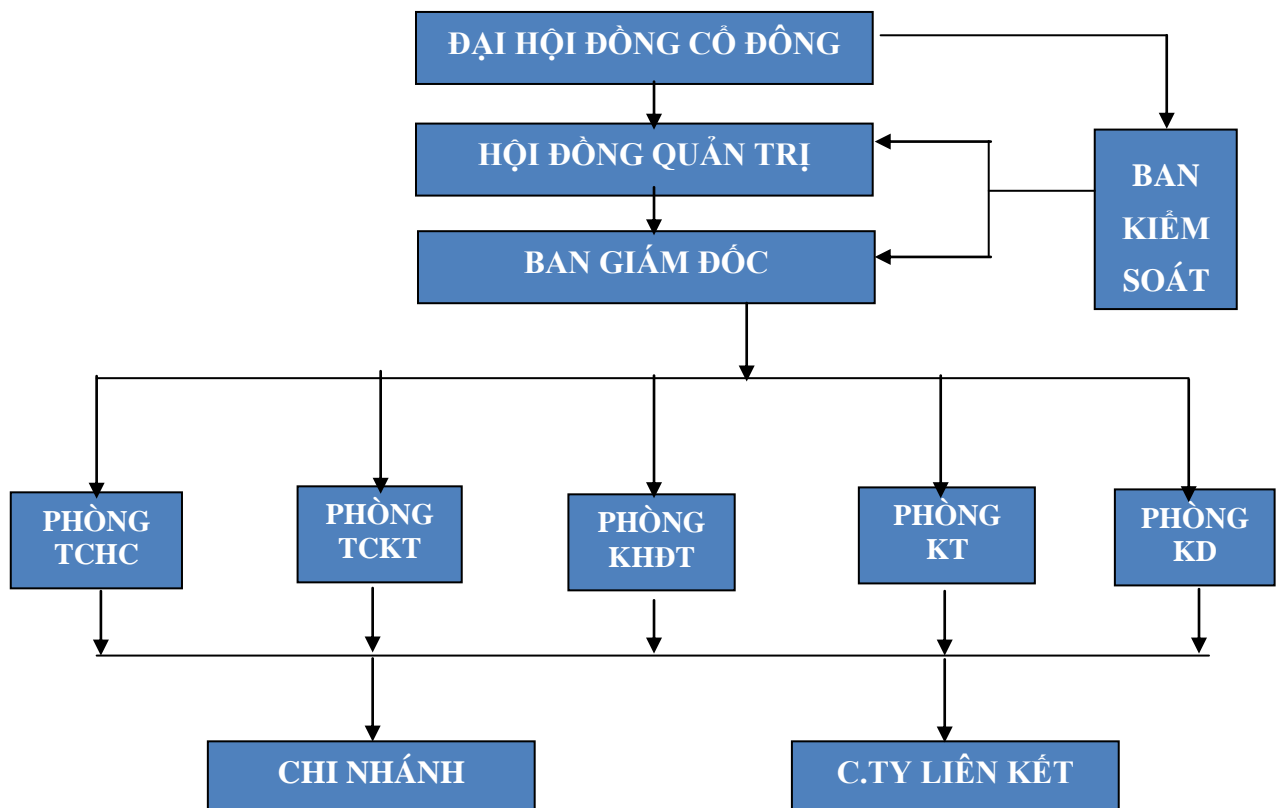 ĐẠI HỘI ĐỒNG CỔ ĐÔNG
HỘI ĐỒNG QUẢN TRỊ
BAN
KIỂM
SOÁT
BAN GIÁM ĐỐC
PHÒNG
TCHC
PHÒNG
TCKT
PHÒNG
KHĐT
PHÒNG
KT
PHÒNG
KD
CHI NHÁNH
C.TY LIÊN KẾT